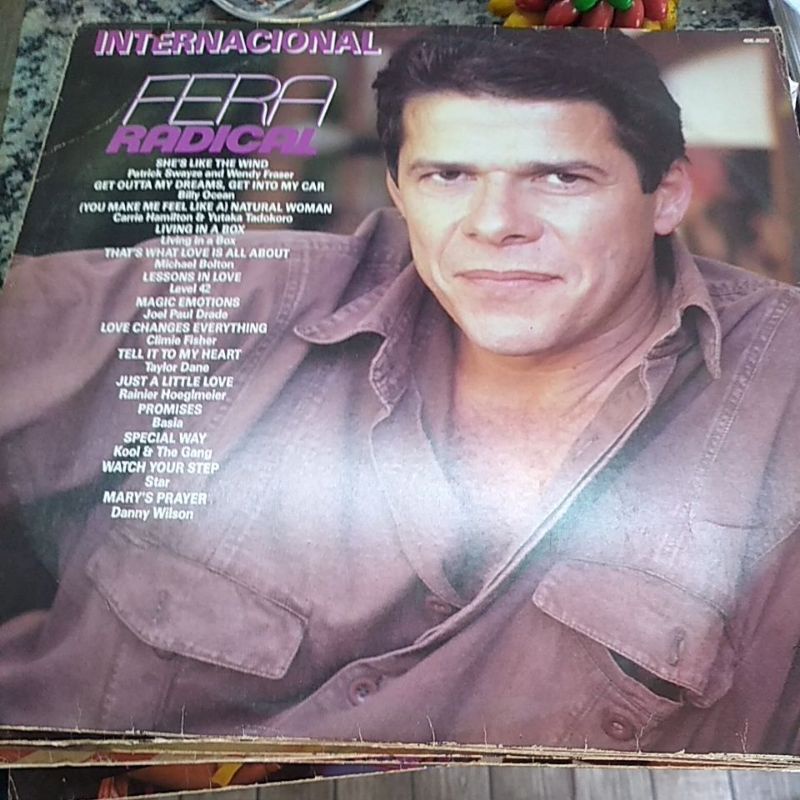 INTERNACIONAL
FERA
RADICAL
SHE'S LIKE THE WIND
Patrick Swayze and Wendy Fraser
GET OUTTA MY DREAMS, GET INTO MY CAR
Billy Ocean
(YOU MAKE ME FEEL LIKE A) NATURAL WOMAN
Carrie Hamilton & Yutaka Tadokoro
LIVING IN A BOX
Living in a Box
THAT'S WHAT LOVE IS ALL ABOUT
Michael Bolton
LESSONS IN LOVE
Level 42
MAGIC EMOTIONS
Joel Paul Drade
LOVE CHANGES EVERYTHING
Climie Fisher
TELL IT TO MY HEART
Taylor Dane
JUST A LITTLE LOVE
Rainier Hoeglmeier
PROMISES
Basia
SPECIAL WAY
Kool & The Gang
WATCH YOUR STEP
Star
MARY'S PRAYER
Danny Wilson